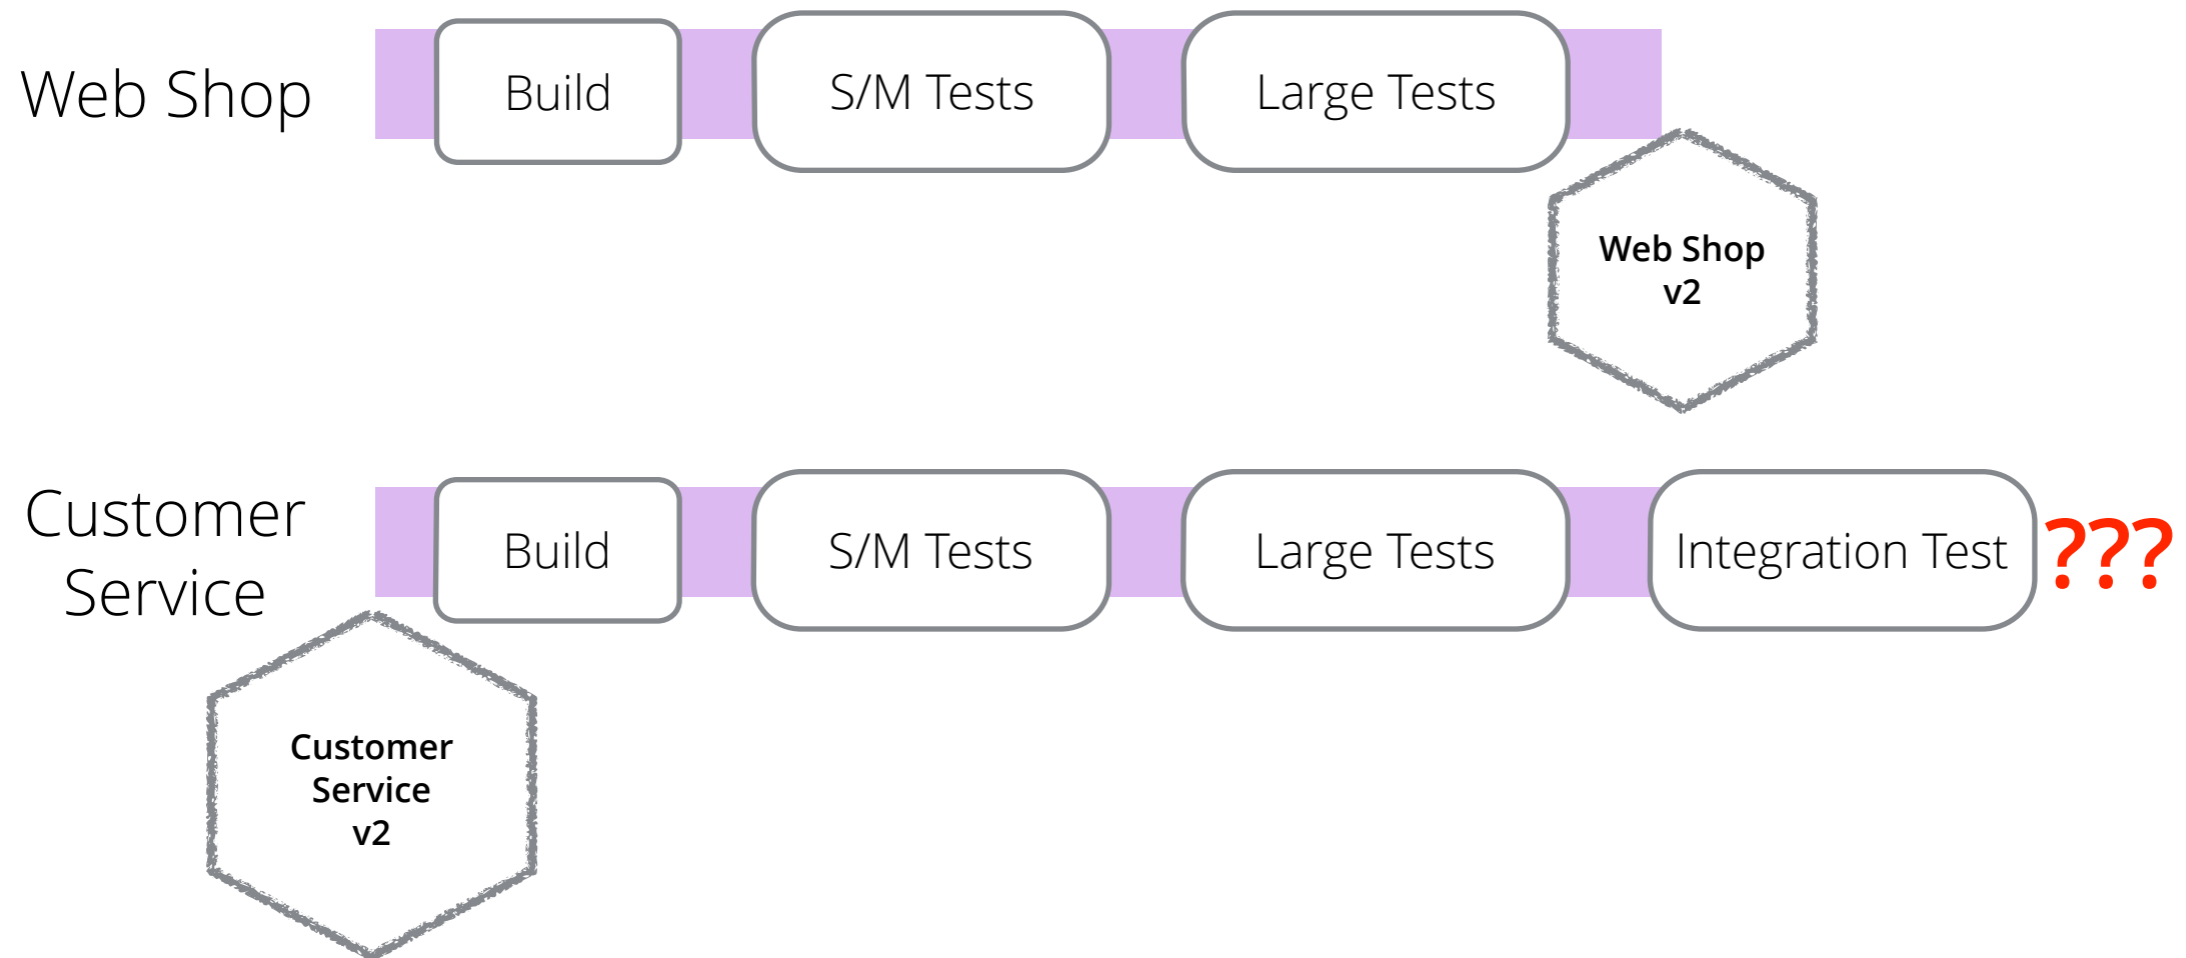 Web Shop
Build
S/M Tests
Large Tests
Web Shop
v2
Customer
Service
Build
S/M Tests
Large Tests
Integration Test
???
Customer
Service
v2